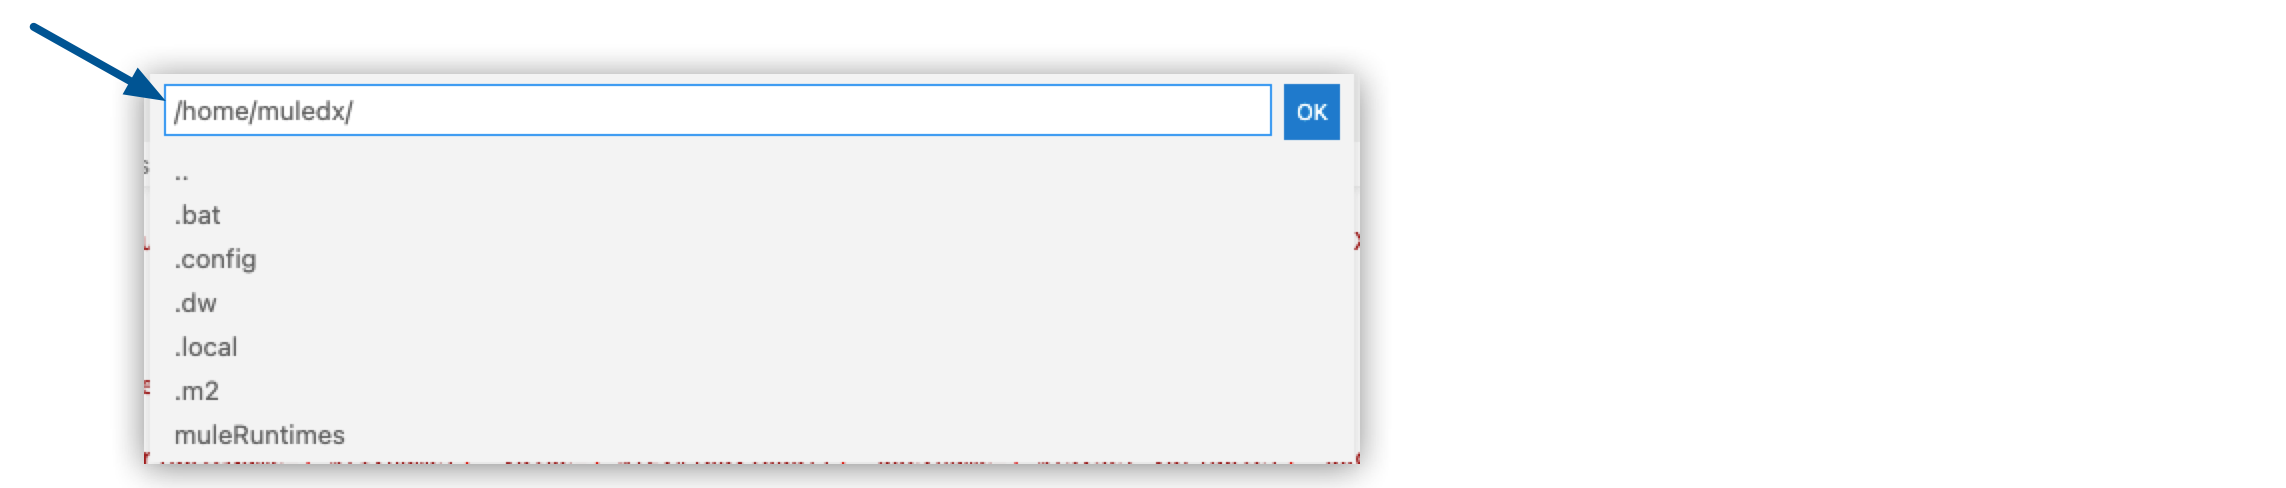 /home/muledx/
OK
..
.bat
.config
.dw
.local
.m2
muleRuntimes